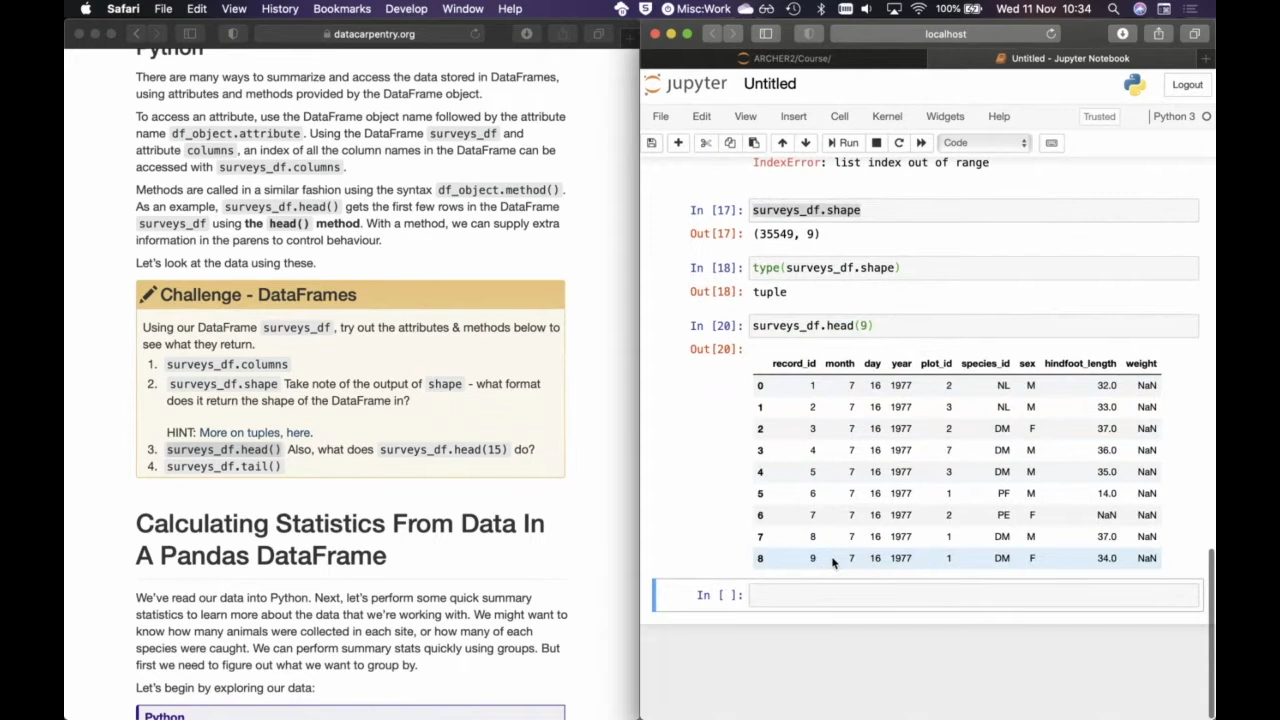 Safari File Edit View History Bookmarks Develop Window Help Misc:Work 100% Wed 11 Nov 10:34
datacarpentry.org
Python
There are many ways to summarize and access the data stored in DataFrames,
using attributes and methods provided by the DataFrame object.
To access an attribute, use the DataFrame object name followed by the attribute
name df_object.attribute. Using the DataFrame surveys_df and
attribute columns, an index of all the column names in the DataFrame can be
accessed with surveys_df.columns.
Methods are called in a similar fashion using the syntax df_object.method().
As an example, surveys_df.head() gets the first few rows in the DataFrame
surveys_df using the head() method. With a method, we can supply extra
information in the parens to control behaviour.
Let's look at the data using these.
Challenge - DataFrames
Using our DataFrame surveys_df, try out the attributes & methods below to
see what they return.
1. surveys_df.columns
2. surveys_df.shape Take note of the output of shape - what format
does it return the shape of the DataFrame in?
HINT: More on tuples, here.
3. surveys_df.head() Also, what does surveys_df.head(15) do?
4. surveys_df.tail()
Calculating Statistics From Data In
A Pandas DataFrame
We've read our data into Python. Next, let's perform some quick summary
statistics to learn more about the data that we're working with. We might want to
know how many animals were collected in each site, or how many of each
species were caught. We can perform summary stats quickly using groups. But
first we need to figure out what we want to group by.
Let's begin by exploring our data:
Python
localhost
ARCHER2/Course/ Untitled - Jupyter Notebook
jupyter Untitled Logout
File Edit View Insert Cell Kernel Widgets Help Trusted Python 3
Run Code
IndexError: list index out of range
In [17]: surveys_df.shape
Out[17]: (35549, 9)
In [18]: type(surveys_df.shape)
Out[18]: tuple
In [20]: surveys_df.head(9)
Out[20]:
record_id month day year plot_id species_id sex hindfoot_length weight
0 1 7 16 1977 2 NL M 32.0 NaN
1 2 7 16 1977 3 NL M 33.0 NaN
2 3 7 16 1977 2 DM F 37.0 NaN
3 4 7 16 1977 7 DM M 36.0 NaN
4 5 7 16 1977 3 DM M 35.0 NaN
5 6 7 16 1977 1 PF M 14.0 NaN
6 7 7 16 1977 2 PE F NaN NaN
7 8 7 16 1977 1 DM M 37.0 NaN
8 9 7 16 1977 1 DM F 34.0 NaN
In [ ]: